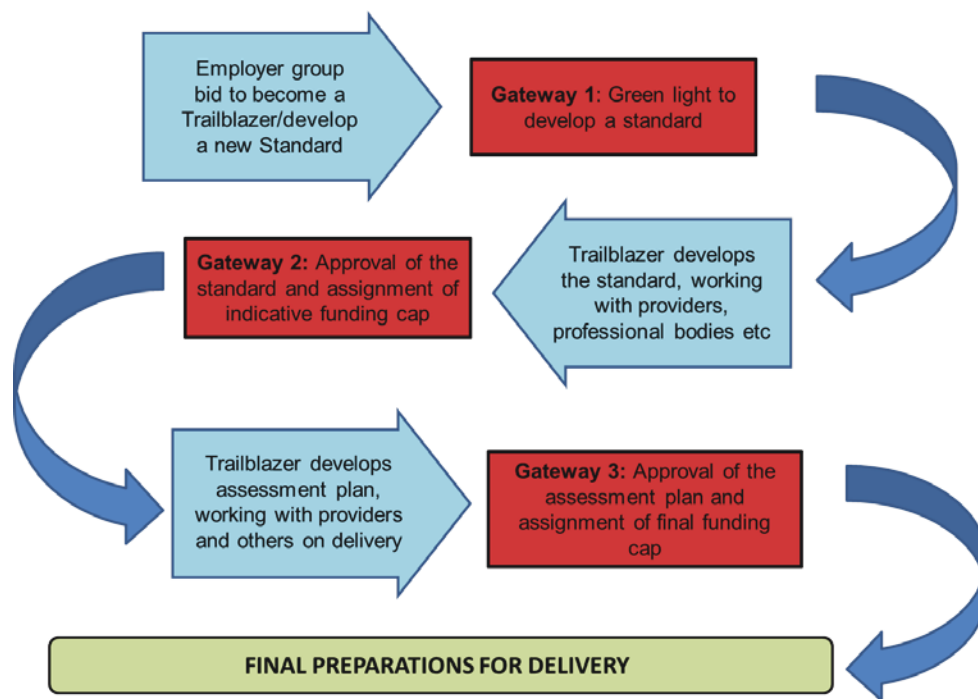 Employer group
bid to become a
Trailblazer/develop
a new Standard
Gateway 1: Green light to
develop a standard
Trailblazer develops
the standard, working
with providers,
professional bodies etc
Gateway 2: Approval of the
standard and assignment of
indicative funding cap
Trailblazer develops
assessment plan,
working with providers
and others on delivery
Gateway 3: Approval of the
assessment plan and
assignment of final funding
cap
FINAL PREPARATIONS FOR DELIVERY